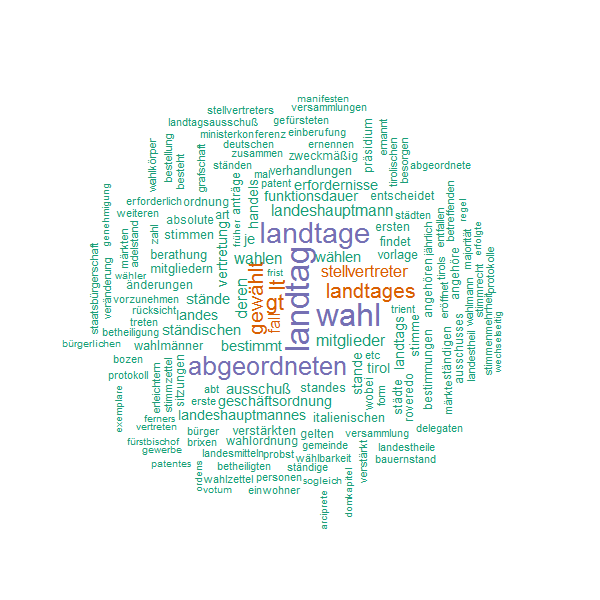 manifesten
stellvertreters
versammlungen
landtagsausschuß
gefürsteten
ministerkonferenz
einberufung
deutschen
ernennen
zusammen
zweckmäßig
präsidium
ernannt
tirolischen
besorgen
abgeordnete
wahlkörper
bestellung
besteht
grafschaft
ständen
mai
verhandlungen
patent
erfordernisse
anträge
früher
handels
funktionsdauer
entscheidet
betreffenden
regel
genehmigung
erforderlich
ordnung
weiteren
absolute
art
landeshauptmann
städten
ersten
entfallen
adelstand
zahl
stimmen
vertretung
je
landtage
findet
jährlich
majorität
erfolgte
staatsbürgerschaft
veränderung
märkten
wähler
berathung
mitgliedern
wahlen
wählen
vorlage
tirols
angehöre
protokolle
änderungen
deren
gewählt
frist
landtag
stellvertreter
angehören
eröffnet
wahlmann
stimmrecht
vorzunehmen
stände
gt
lt
landtages
rücksicht
landes
fall
wahl
trient
stimmenmehrheit
wechselseitig
treten
betheiligung
ständischen
stimme
landtags
bestimmungen
ausschusses
landestheil
bürgerlichen
wahlmänner
bestimmt
mitglieder
ständigen
bozen
abgeordneten
stande
etc
tirol
protokoll
erleichtern
stimmzettel
sitzungen
abt
ausschuß
standes
wobei
form
städte
roveredo
märkte
exemplare
erste
geschäftsordnung
ferners
landeshauptmannes
italienischen
vertreten
bürger
verstärkten
gelten
versammlung
delegaten
fürstbischof
brixen
wahlordnung
gemeinde
landestheile
gewerbe
landesmitteln
probst
wählbarkeit
bauernstand
patentes
ordens
betheiligten
ständige
verstärkt
wahlzettel
personen
sogleich
domkapitel
votum
einwohner
arciprete